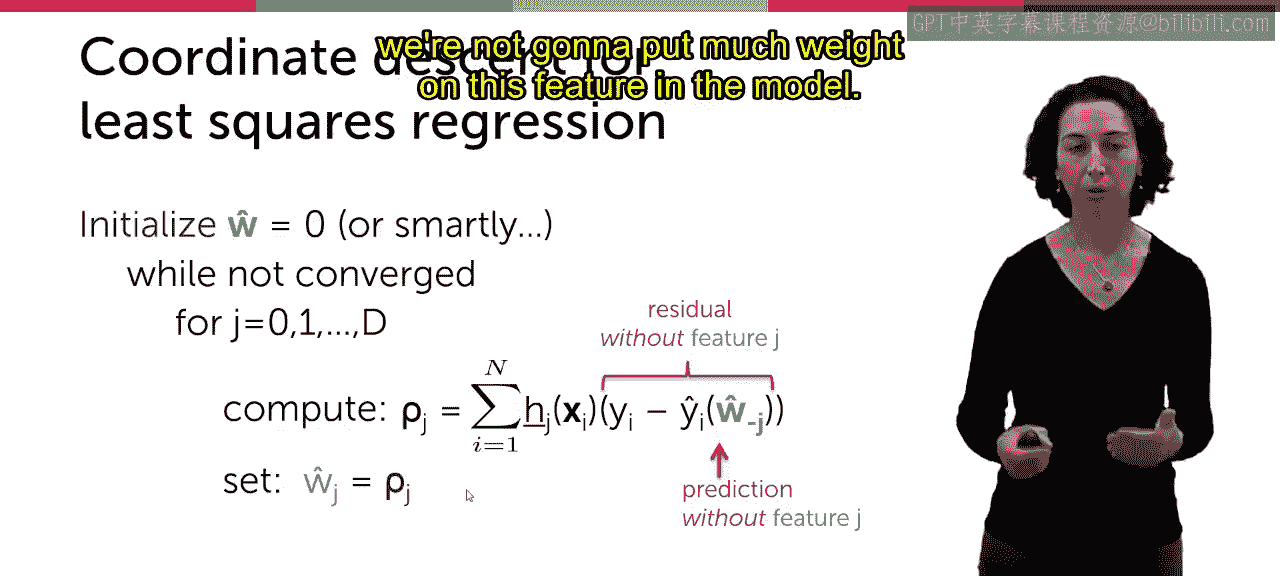 GPT中英字幕课程资源@bilibili.com
we're not gonna put much weight
on this feature in the model.
Coordinate descent for
least squares regression
Initialize ŵ = 0 (or smartly…)
while not converged
for j=0,1,…,D
residual
without feature j
compute: ρⱼ = ∑ᵢ₌₁ᴺ h̲ⱼ(xᵢ)(yᵢ – ŷᵢ(ŵ₋ⱼ))
set: ŵⱼ = ρⱼ
prediction
without feature j